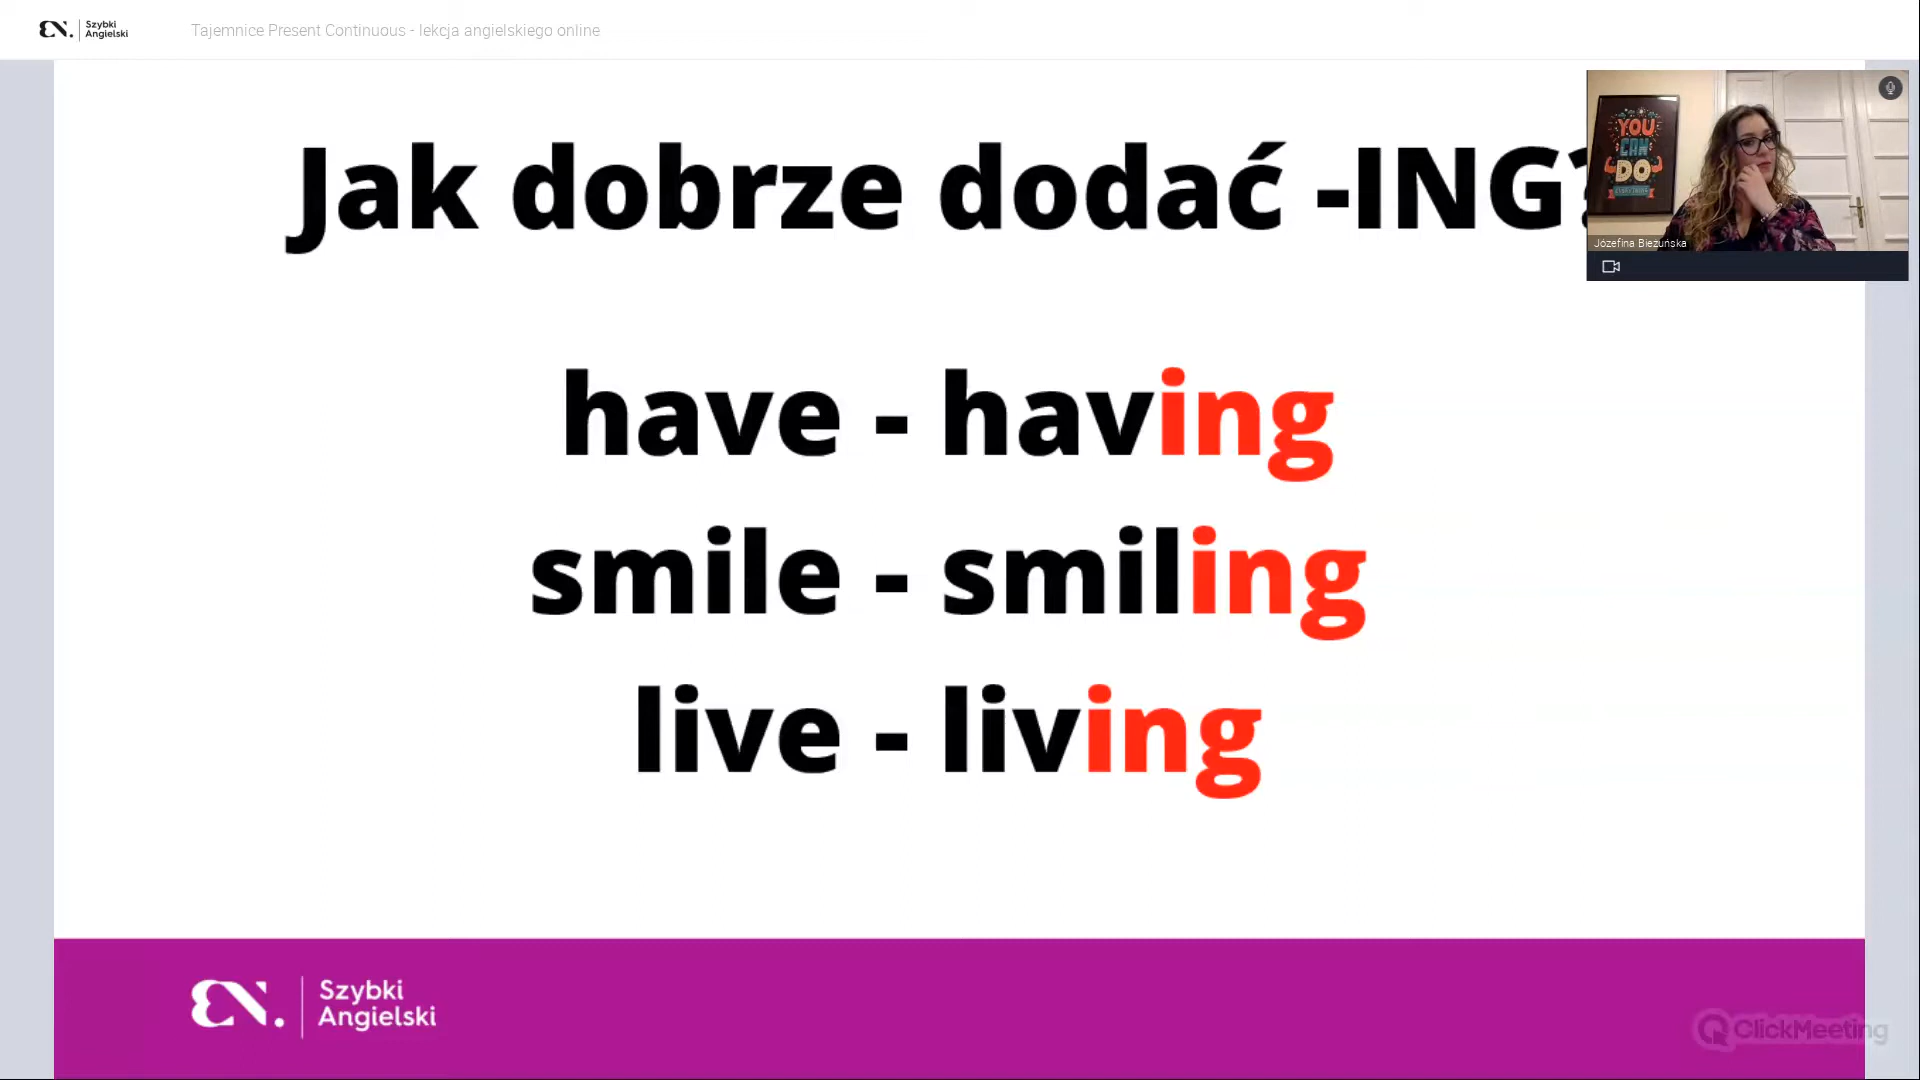 Szybki
Angielski
Tajemnice Present Continuous - lekcja angielskiego online
Jak dobrze dodać -ING?
YOU
CAN
DO
Józefina Bieżuńska
have - having
smile - smiling
live - living
EN. Szybki
Angielski
ClickMeeting